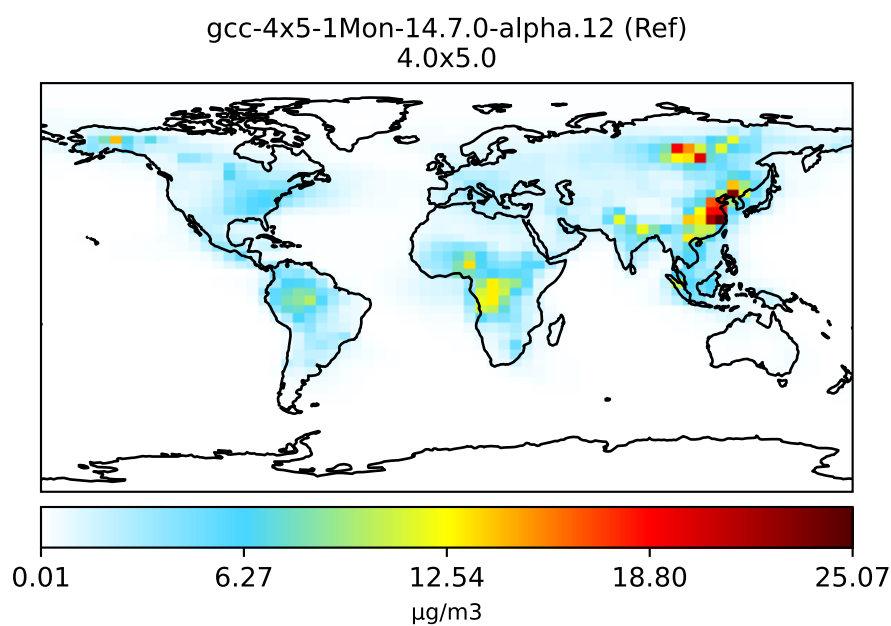 gcc-4x5-1Mon-14.7.0-alpha.12 (Ref)
4.0x5.0
0.01 6.27 12.54 18.80 25.07
μg/m3